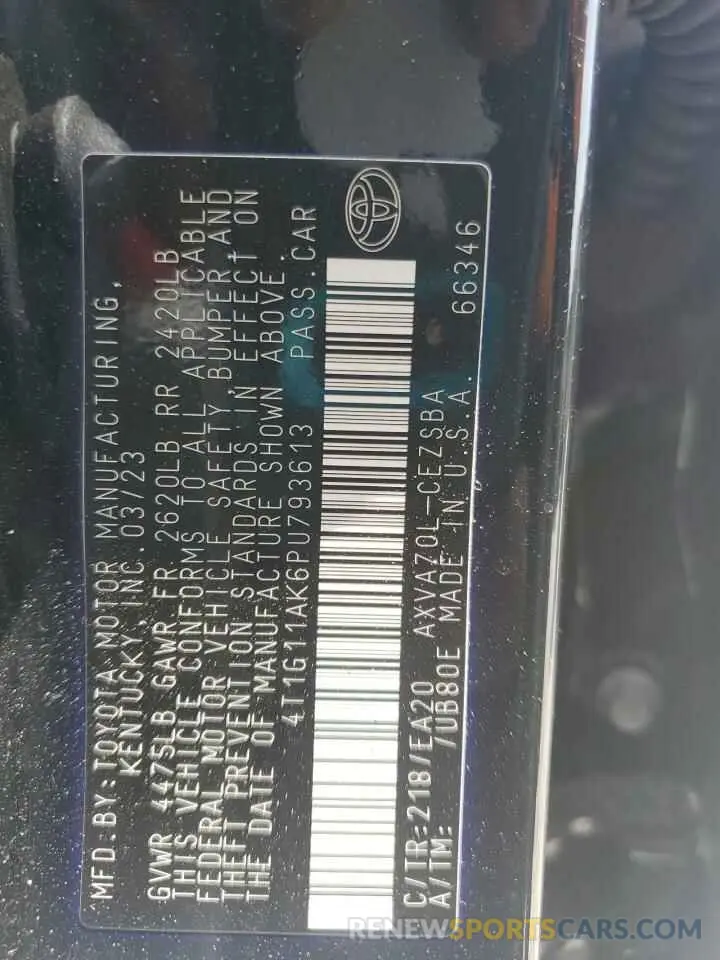 MFD.BY:TOYOTA MOTOR MANUFACTURING,
KENTUCKY, INC.03/23
GVWR 4475LB GAWR FR 2620LB RR 2420LB
THIS VEHICLE CONFORMS TO ALL APPLICABLE
FEDERAL MOTOR VEHICLE SAFETY, BUMPER, AND
THEFT PREVENTION STANDARDS IN EFFECT ON
THE DATE OF MANUFACTURE SHOWN ABOVE.
4T1G11AK6PU793613 PASS.CAR
C/TR:218/EA20 AXVA70L-CEZSBA
A/TM: /UB80E MADE IN U.S.A. 66346
RENEWSPORTSCARS.COM